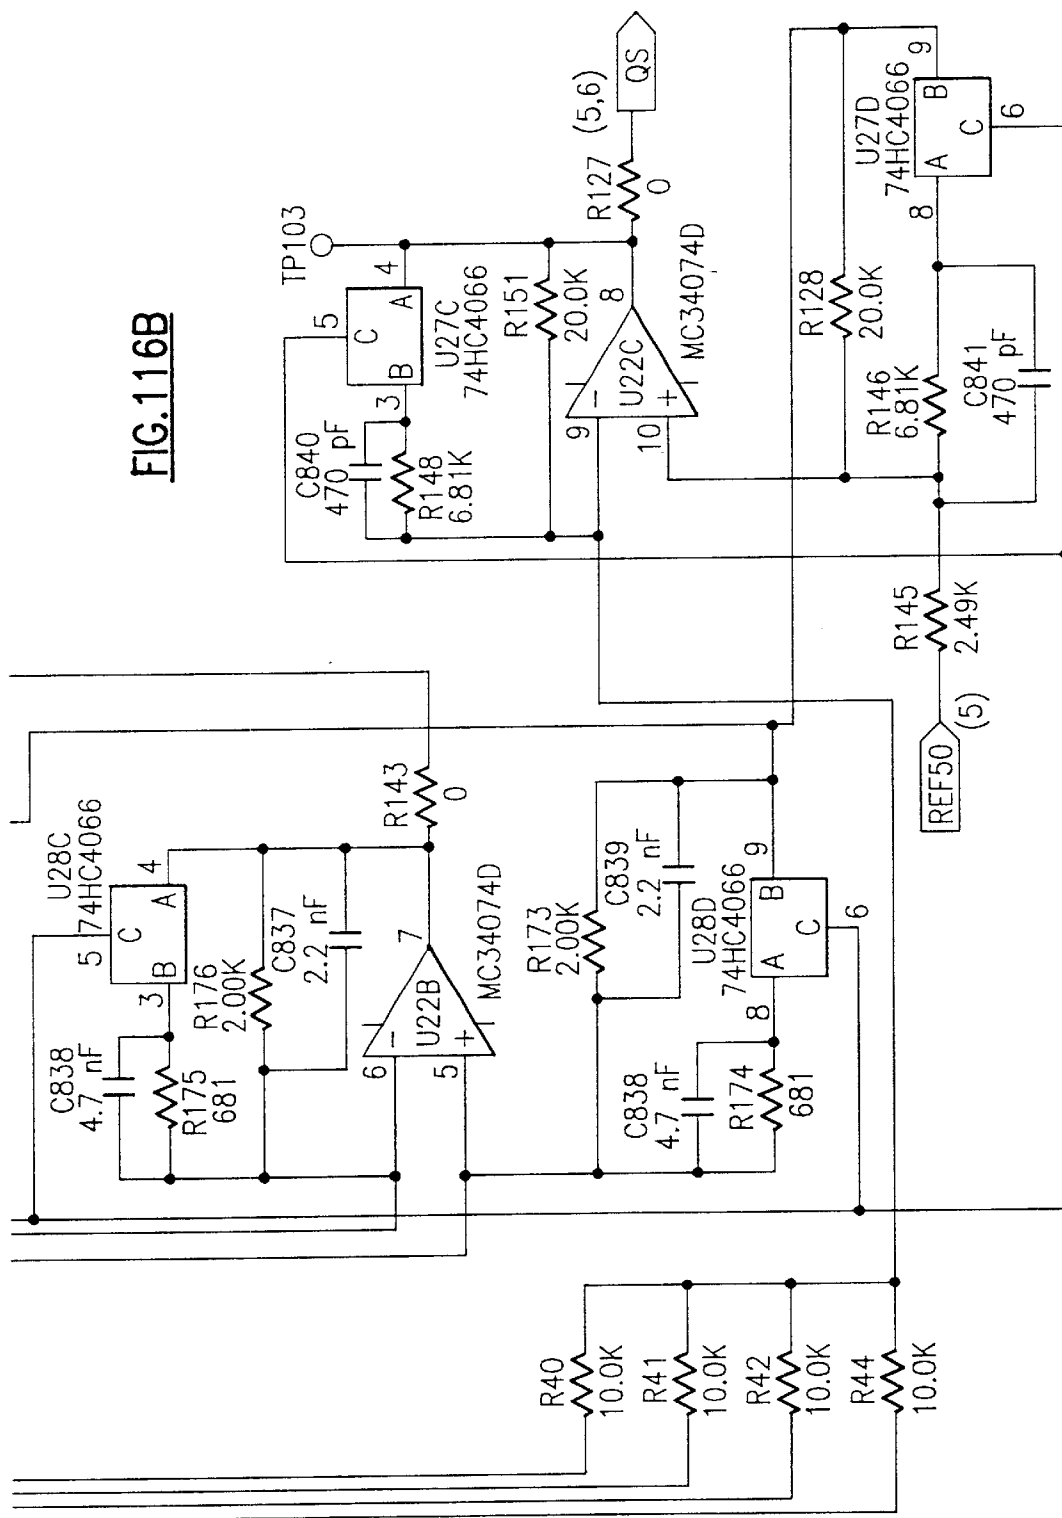 FIG.116B
TP103
5
C
A
4
B
3
U27C
74HC4066
C840
470 pF
R148
6.81K
R151
20.0K
9
10
U22C
8
MC34074D
R127
0
(5,6)
QS
U27D
74HC4066
9
B
C
6
A
8
R128
20.0K
R146
6.81K
C841
470 pF
R145
2.49K
REF50
(5)
U28C
74HC4066
5
C
A
4
B
3
C838
4.7 nF
R175
681
R176
2.00K
C837
2.2 nF
6
5
U22B
7
MC34074D
R143
0
R173
2.00K
C839
2.2 nF
U28D
74HC4066
9
B
C
6
A
8
C838
4.7 nF
R174
681
R40
10.0K
R41
10.0K
R42
10.0K
R44
10.0K